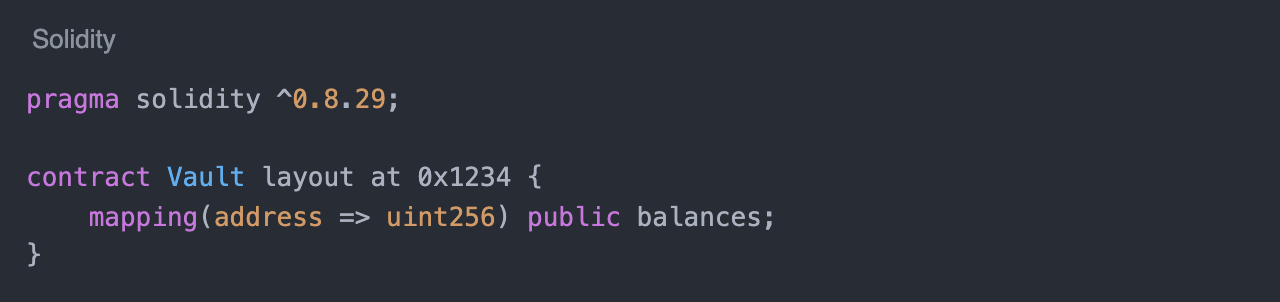 Solidity
pragma solidity ^0.8.29;
contract Vault layout at 0x1234 {
    mapping(address => uint256) public balances;
}